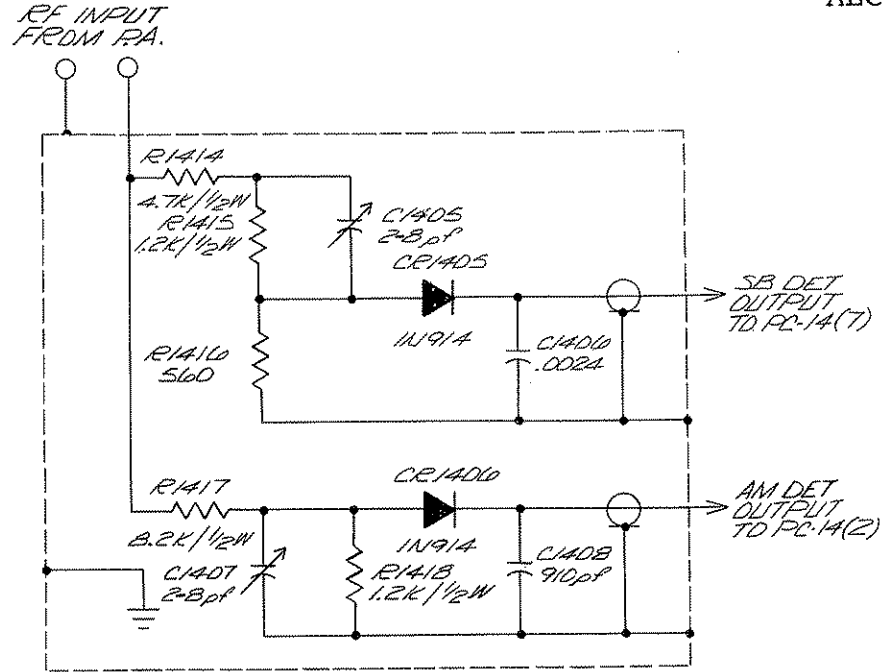 ALC
RF INPUT
FROM P.A.
R1414
4.7K/½W
R1415
1.2K/½W
C1405
2-8pf
CR1405
1N914
SB DET
OUTPUT
TO PC-14(7)
R1416
560
C1406
.0024
R1417
8.2K/½W
CR1406
1N914
AM DET
OUTPUT
TO PC-14(2)
C1407
2-8pf
R1418
1.2K/½W
C1408
910pf